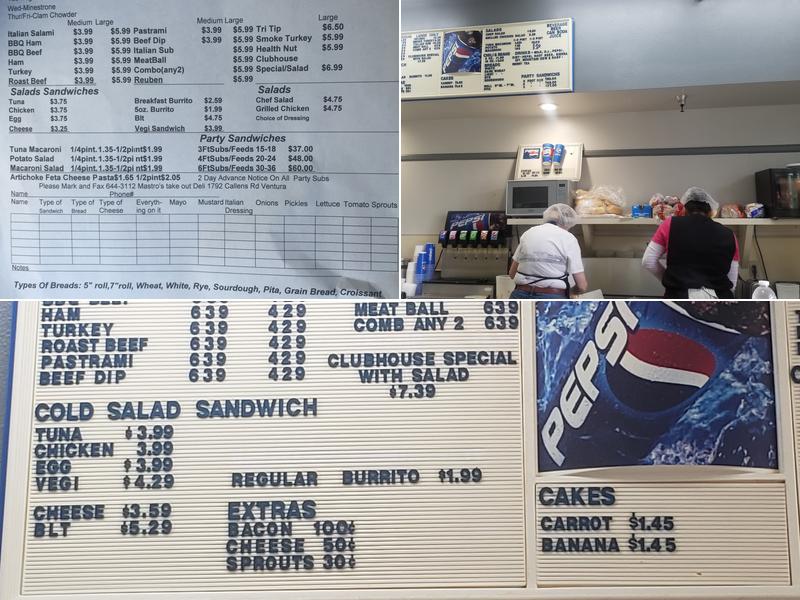 Wed-Minestrone
Thur/Fri-Clam Chowder
Medium Large
Medium Large
Large
Italian Salami $3.99 $5.99 Pastrami $3.99 $5.99 Tri Tip $6.50
BBQ Ham $3.99 $5.99 Beef Dip $3.99 $5.99 Smoke Turkey $5.99
BBQ Beef $3.99 $5.99 Italian Sub $5.99 Health Nut $5.99
Ham $3.99 $5.99 MeatBall $5.99 Clubhouse
Turkey $3.99 $5.99 Combo(any2) $5.99 Special/Salad $6.99
Roast Beef $3.99 $5.99 Reuben $5.99
Salads Sandwiches
Salads
Tuna $3.75 Breakfast Burrito $2.59 Chef Salad $4.75
Chicken $3.75 5oz. Burrito $1.99 Grilled Chicken $4.75
Egg $3.75 Blt $4.75 Choice of Dressing
Cheese $3.25 Vegi Sandwich $3.99
Party Sandwiches
Tuna Macaroni 1/4pint.1.35-1/2pint$1.99 3FtSubs/Feeds 15-18 $37.00
Potato Salad 1/4pint.1.35-1/2pint$1.99 4FtSubs/Feeds 20-24 $48.00
Macaroni Salad 1/4pint.1.35-1/2pint$1.99 6FtSubs/Feeds 30-36 $60.00
Artichoke Feta Cheese Pasta$1.65 1/2pint$2.05 2 Day Advance Notice On All Party Subs
Please Mark and Fax 644-3112 Mastro's take out Deli 1792 Callens Rd Ventura
Name Phone#
Name Type of Sandwich Type of Bread Type of Cheese Everything on it Mayo Mustard Italian Dressing Onions Pickles Lettuce Tomato Sprouts
Notes
Types Of Breads: 5" roll,7"roll, Wheat, White, Rye, Sourdough, Pita, Grain Bread, Croissant
SALADS
BEVERAGE
CAKES
PARTY SANDWICHES
PEPSI
BBQ BEEF 639 429
HAM 639 429
TURKEY 639 429
ROAST BEEF 639 429
PASTRAMI 639 429
BEEF DIP 639 429
MEAT BALL 639
COMB ANY 2 639
CLUBHOUSE SPECIAL
WITH SALAD
$7.39
COLD SALAD SANDWICH
TUNA $3.99
CHICKEN 3.99
EGG $3.99
VEGI $4.29
CHEESE $3.59
BLT $5.29
REGULAR BURRITO $1.99
EXTRAS
BACON 100¢
CHEESE 50¢
SPROUTS 30¢
PEPSI
CAKES
CARROT $1.45
BANANA $1.45